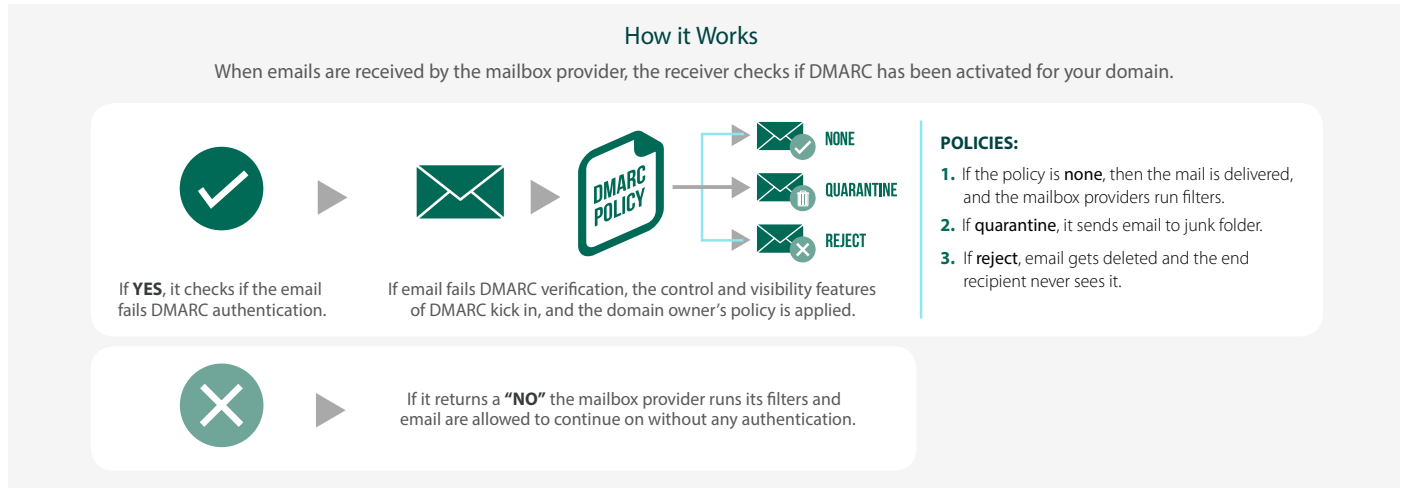 How it Works
When emails are received by the mailbox provider, the receiver checks if DMARC has been activated for your domain.
If YES, it checks if the email
fails DMARC authentication.
DMARC
POLICY
NONE
QUARANTINE
REJECT
If email fails DMARC verification, the control and visibility features
of DMARC kick in, and the domain owner's policy is applied.
POLICIES:
1. If the policy is none, then the mail is delivered,
and the mailbox providers run filters.
2. If quarantine, it sends email to junk folder.
3. If reject, email gets deleted and the end
recipient never sees it.
If it returns a “NO” the mailbox provider runs its filters and
email are allowed to continue on without any authentication.